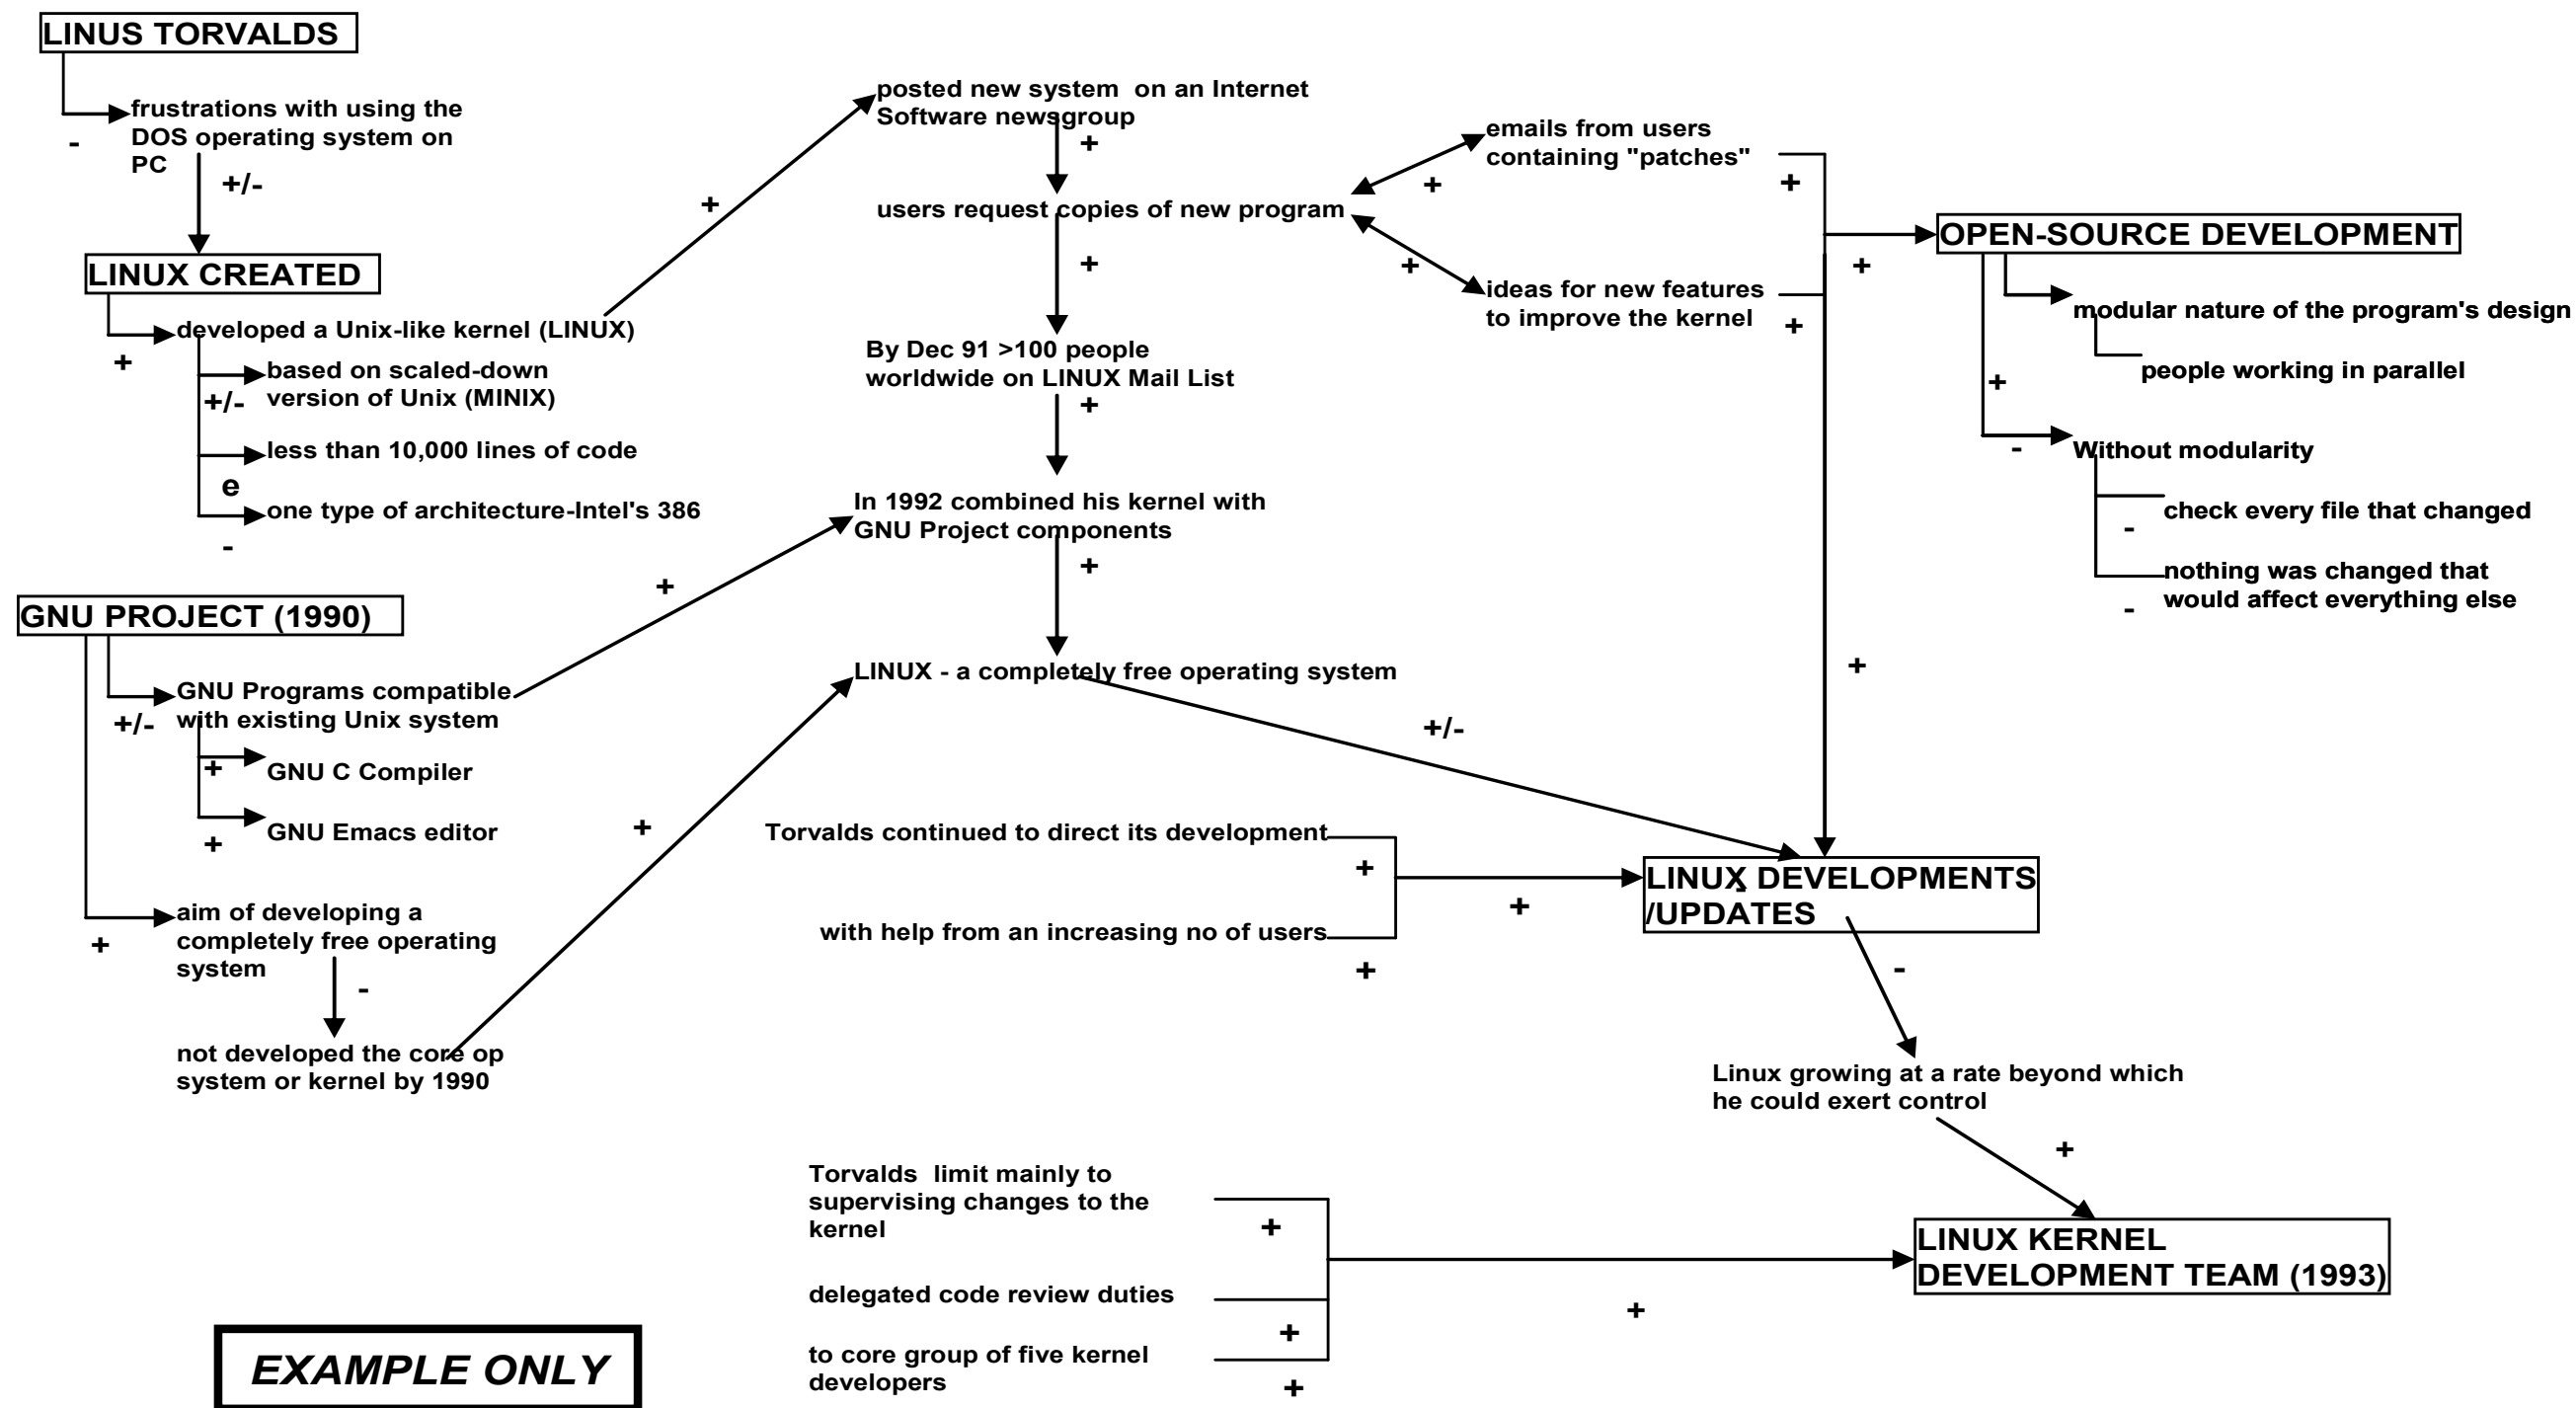 LINUS TORVALDS
-
frustrations with using the
DOS operating system on
PC
+/-
LINUX CREATED
+
developed a Unix-like kernel (LINUX)
+/-
based on scaled-down
version of Unix (MINIX)
less than 10,000 lines of code
e
one type of architecture-Intel's 386
-
GNU PROJECT (1990)
+/-
GNU Programs compatible
with existing Unix system
+
GNU C Compiler
+
GNU Emacs editor
+
aim of developing a
completely free operating
system
-
not developed the core op
system or kernel by 1990
EXAMPLE ONLY
+
+
+
posted new system on an Internet
Software newsgroup
+
users request copies of new program
+
By Dec 91 >100 people
worldwide on LINUX Mail List
+
In 1992 combined his kernel with
GNU Project components
+
LINUX - a completely free operating system
+/-
Torvalds continued to direct its development
+
with help from an increasing no of users
+
+
+
+
emails from users
containing "patches"
+
ideas for new features
to improve the kernel
+
+
+
OPEN-SOURCE DEVELOPMENT
modular nature of the program's design
people working in parallel
+
-
Without modularity
check every file that changed
-
nothing was changed that
would affect everything else
-
LINUX DEVELOPMENTS
/UPDATES
-
Linux growing at a rate beyond which
he could exert control
+
Torvalds limit mainly to
supervising changes to the
kernel
+
delegated code review duties
+
to core group of five kernel
developers
+
+
LINUX KERNEL
DEVELOPMENT TEAM (1993)